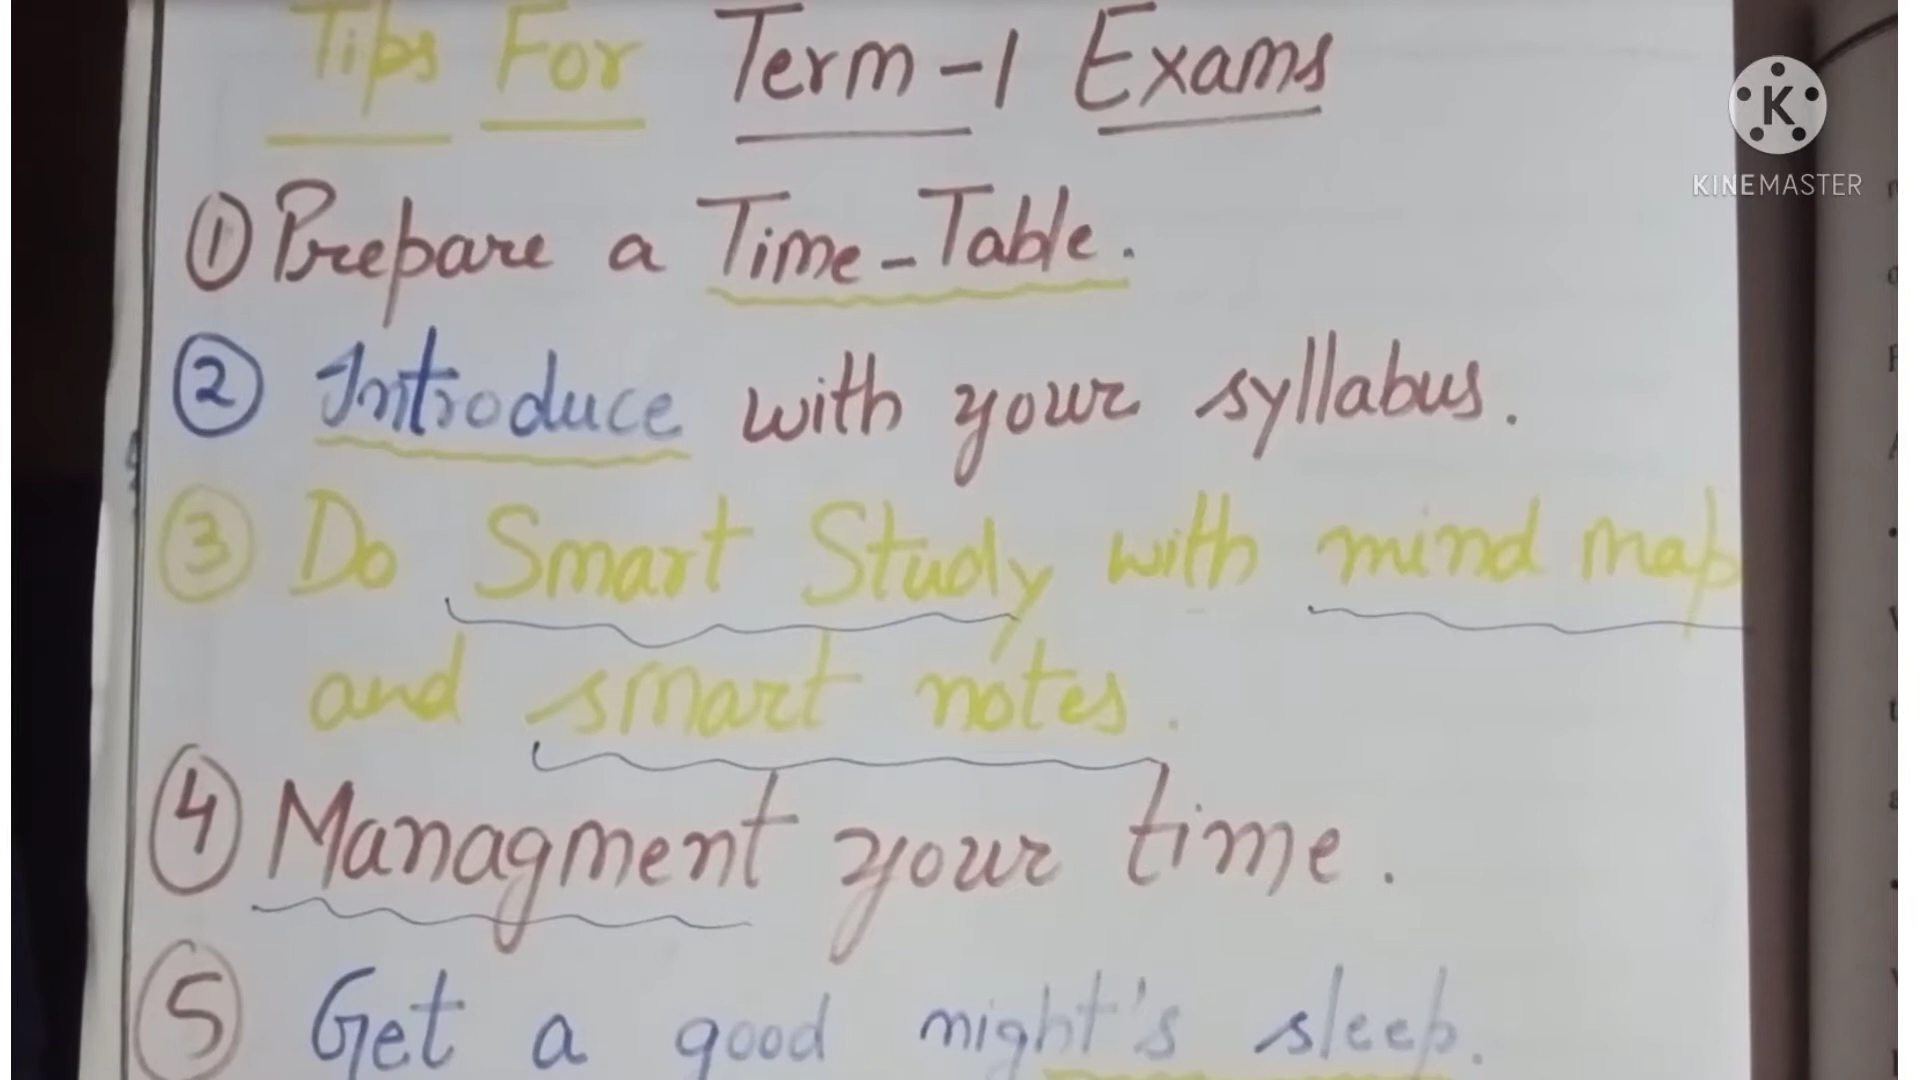 Tips For Term-1 Exams
KINEMASTER
① Prepare a Time-Table.
② Introduce with your syllabus.
③ Do Smart Study with mind map
and smart notes.
④ Managment your time.
⑤ Get a good night's sleep.